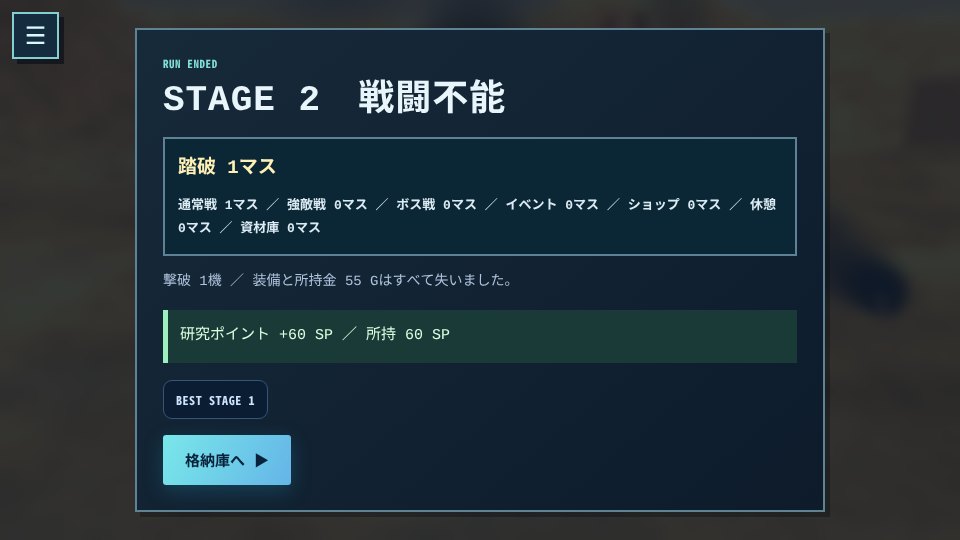 ☰
RUN ENDED
STAGE 2 戦闘不能
踏破 1マス
通常戦 1マス ／ 強敵戦 0マス ／ ボス戦 0マス ／ イベント 0マス ／ ショップ 0マス ／ 休憩
0マス ／ 資材庫 0マス
撃破 1機 ／ 装備と所持金 55 Gはすべて失いました。
研究ポイント +60 SP ／ 所持 60 SP
BEST STAGE 1
格納庫へ ▶